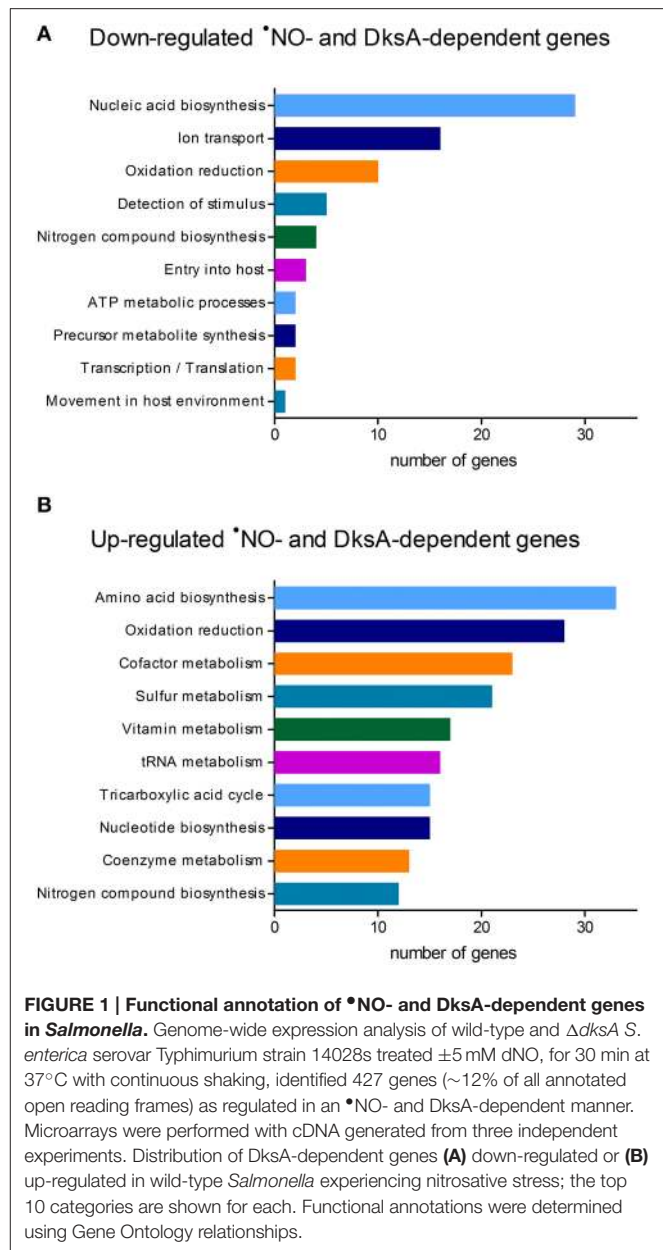 A
Down-regulated •NO- and DksA-dependent genes
Nucleic acid biosynthesis
Ion transport
Oxidation reduction
Detection of stimulus
Nitrogen compound biosynthesis
Entry into host
ATP metabolic processes
Precursor metabolite synthesis
Transcription / Translation
Movement in host environment
0 10 20 30
number of genes
B
Up-regulated •NO- and DksA-dependent genes
Amino acid biosynthesis
Oxidation reduction
Cofactor metabolism
Sulfur metabolism
Vitamin metabolism
tRNA metabolism
Tricarboxylic acid cycle
Nucleotide biosynthesis
Coenzyme metabolism
Nitrogen compound biosynthesis
0 10 20 30
number of genes
FIGURE 1 | Functional annotation of •NO- and DksA-dependent genes
in Salmonella. Genome-wide expression analysis of wild-type and ΔdksA S.
enterica serovar Typhimurium strain 14028s treated ±5 mM dNO, for 30 min at
37°C with continuous shaking, identified 427 genes (~12% of all annotated
open reading frames) as regulated in an •NO- and DksA-dependent manner.
Microarrays were performed with cDNA generated from three independent
experiments. Distribution of DksA-dependent genes (A) down-regulated or (B)
up-regulated in wild-type Salmonella experiencing nitrosative stress; the top
10 categories are shown for each. Functional annotations were determined
using Gene Ontology relationships.